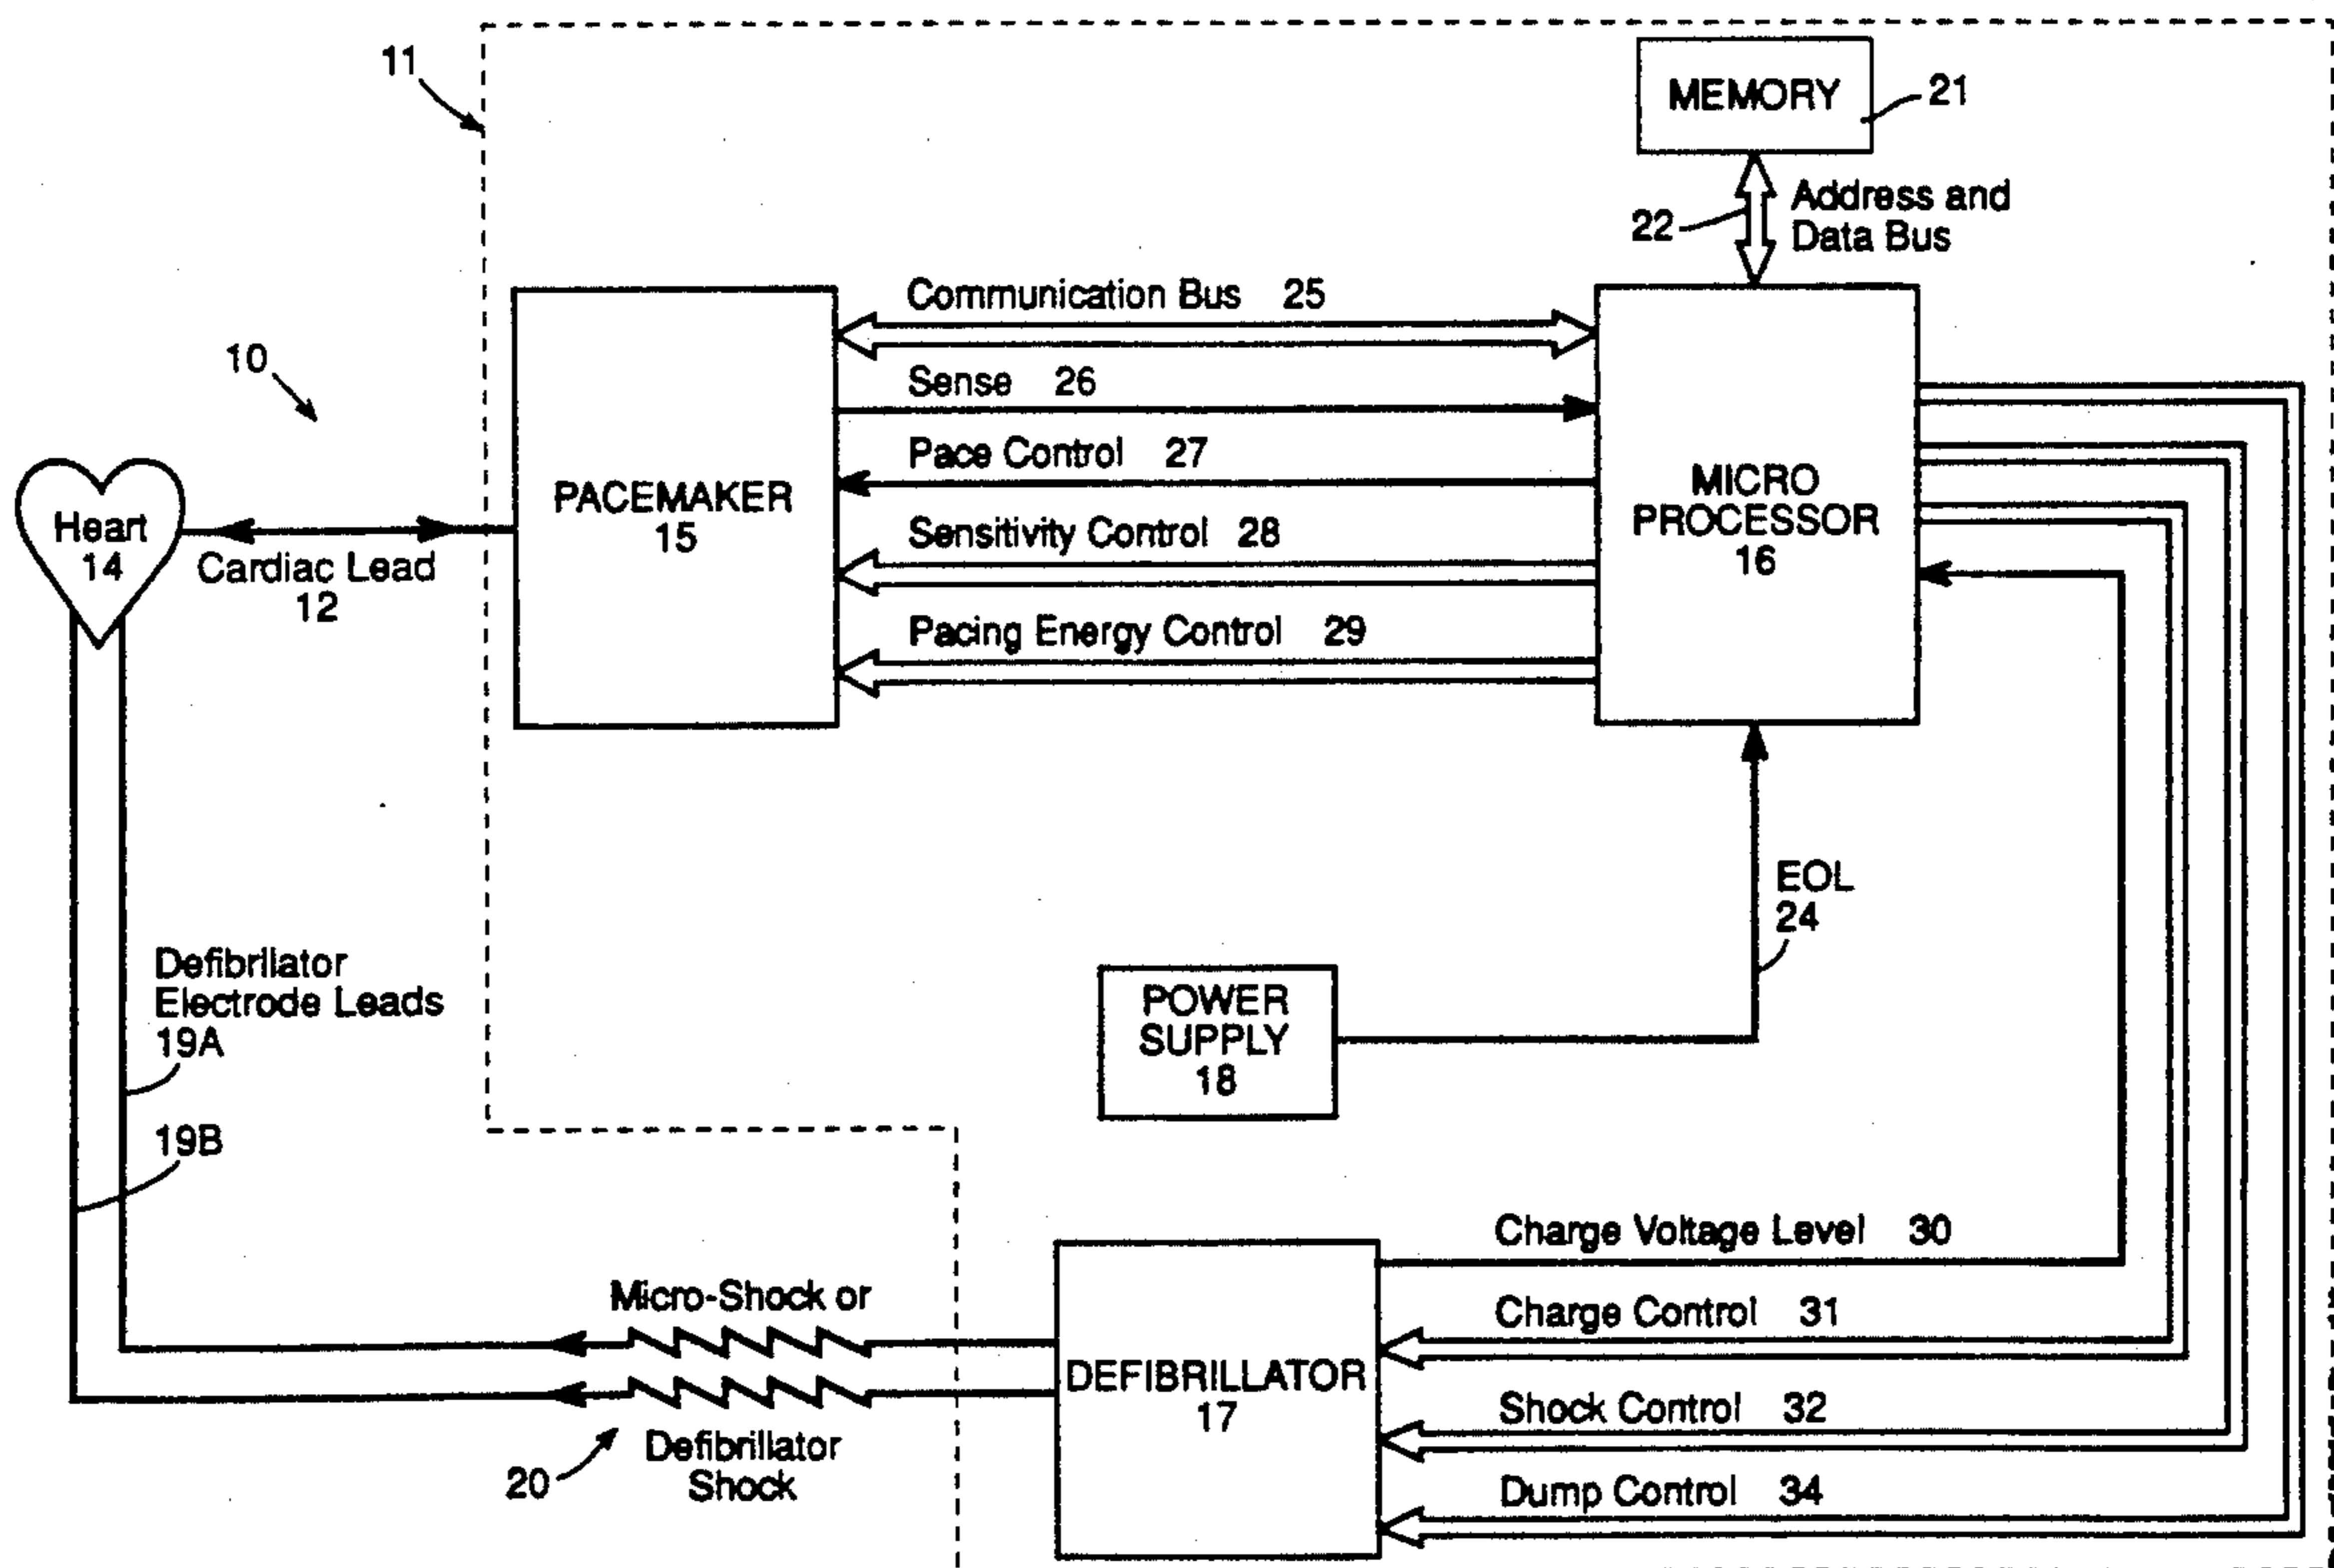 11
MEMORY
21
22
Address and
Data Bus
Communication Bus 25
10
Sense 26
Pace Control 27
PACEMAKER
15
MICRO
PROCESSOR
16
Heart
14
Cardiac Lead
12
Sensitivity Control 28
Pacing Energy Control 29
EOL
24
Defibrilator
Electrode Leads
19A
POWER
SUPPLY
18
19B
Charge Voltage Level 30
Micro-Shock or
Charge Control 31
DEFIBRILLATOR
17
Shock Control 32
20
Defibrillator
Shock
Dump Control 34